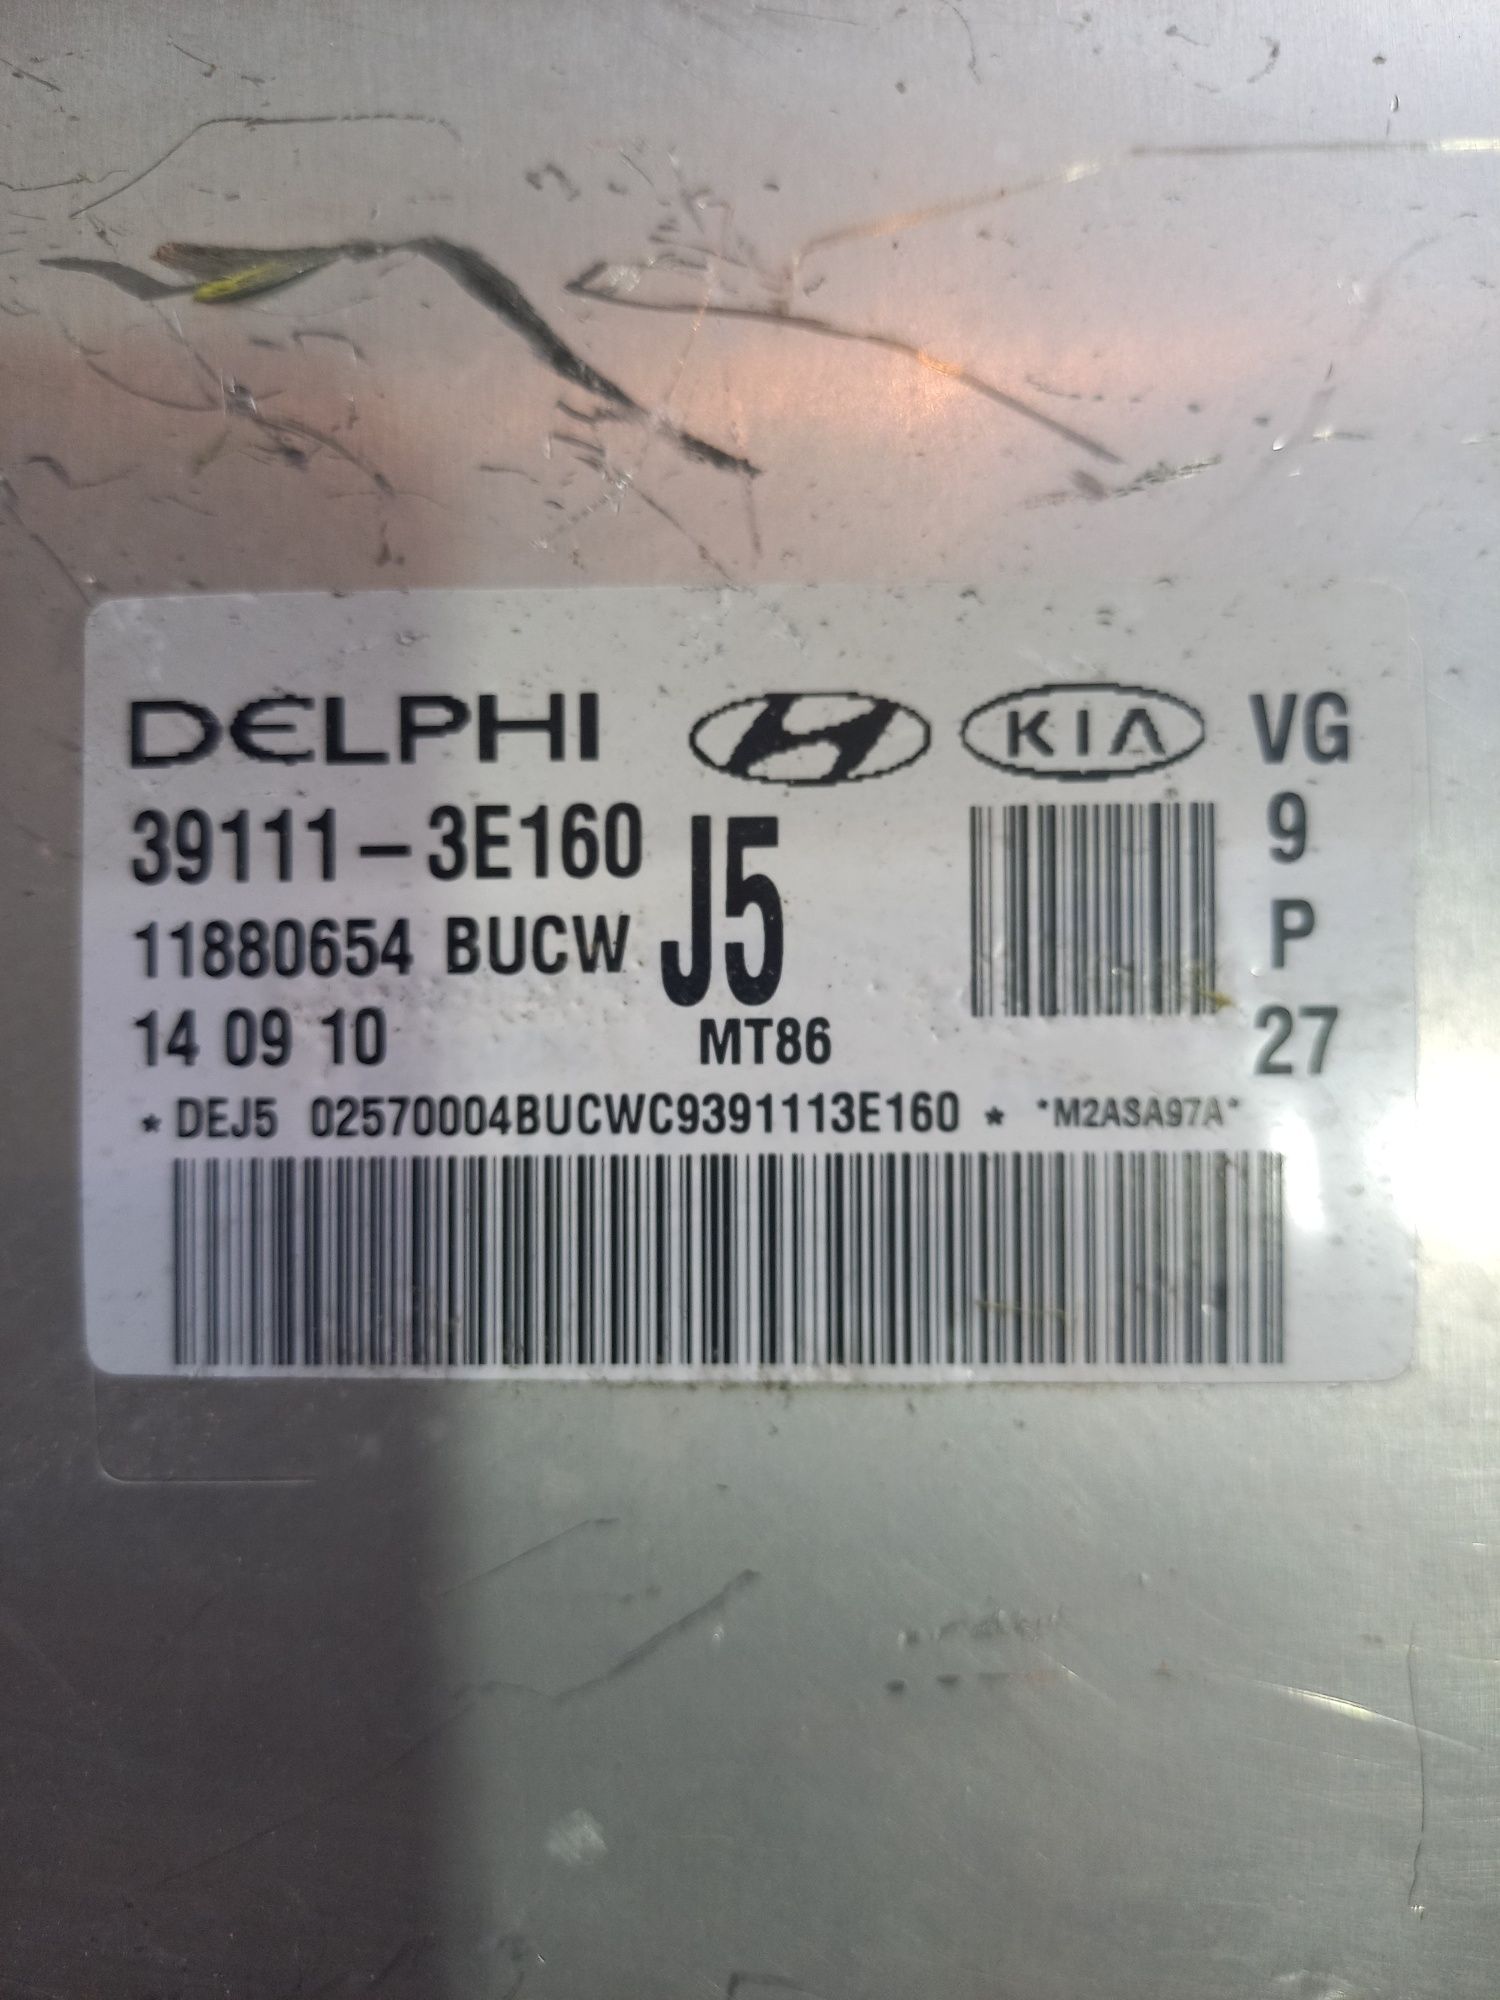 DELPHI KIA VG
39111-3E160 J5 9
11880654 BUCW P
14 09 10 MT86 27
* DEJ5 02570004BUCWC9391113E160 * *M2ASA97A*